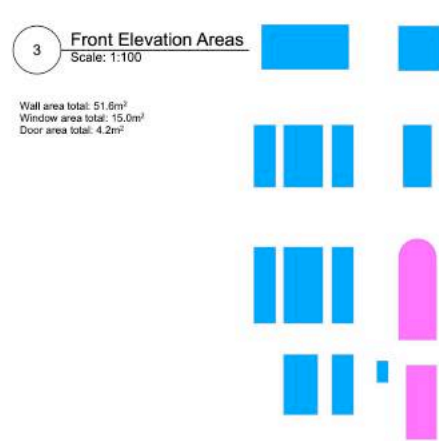 3
Front Elevation Areas
Scale: 1:100
Wall area total: 51.6m²
Window area total: 15.0m²
Door area total: 4.2m²